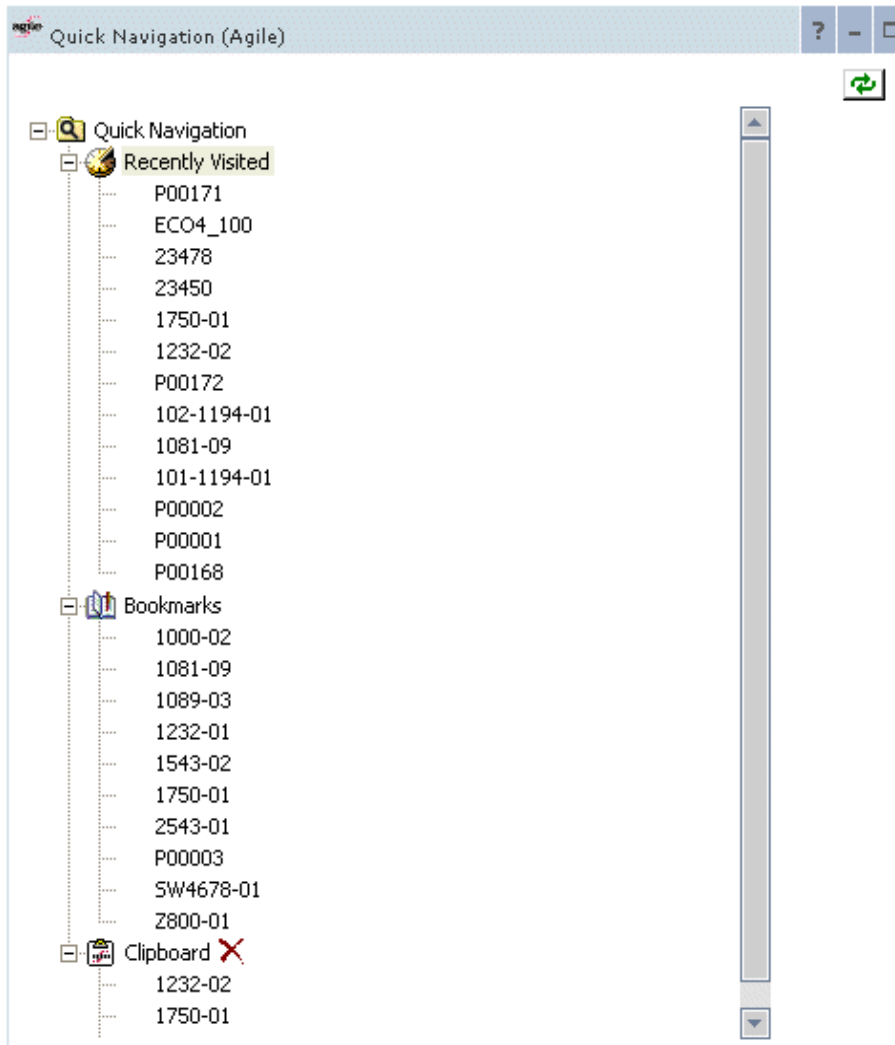 agile
Quick Navigation (Agile)
?
Quick Navigation
Recently Visited
P00171
ECO4_100
23478
23450
1750-01
1232-02
P00172
102-1194-01
1081-09
101-1194-01
P00002
P00001
P00168
Bookmarks
1000-02
1081-09
1089-03
1232-01
1543-02
1750-01
2543-01
P00003
SW4678-01
Z800-01
Clipboard
1232-02
1750-01